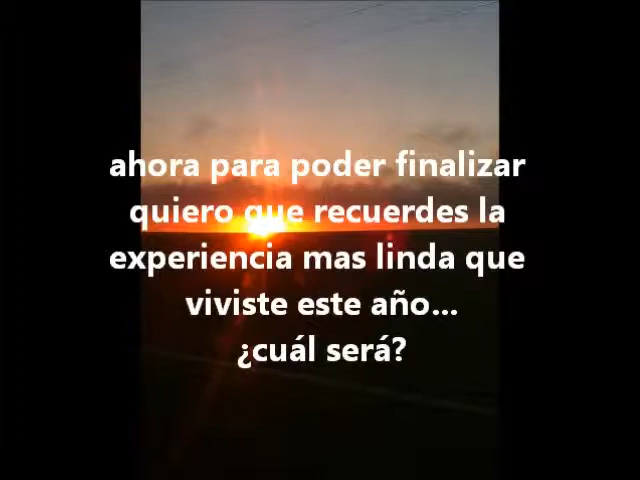 ahora para poder finalizar
quiero que recuerdes la
experiencia mas linda que
viviste este año...
¿cuál será?